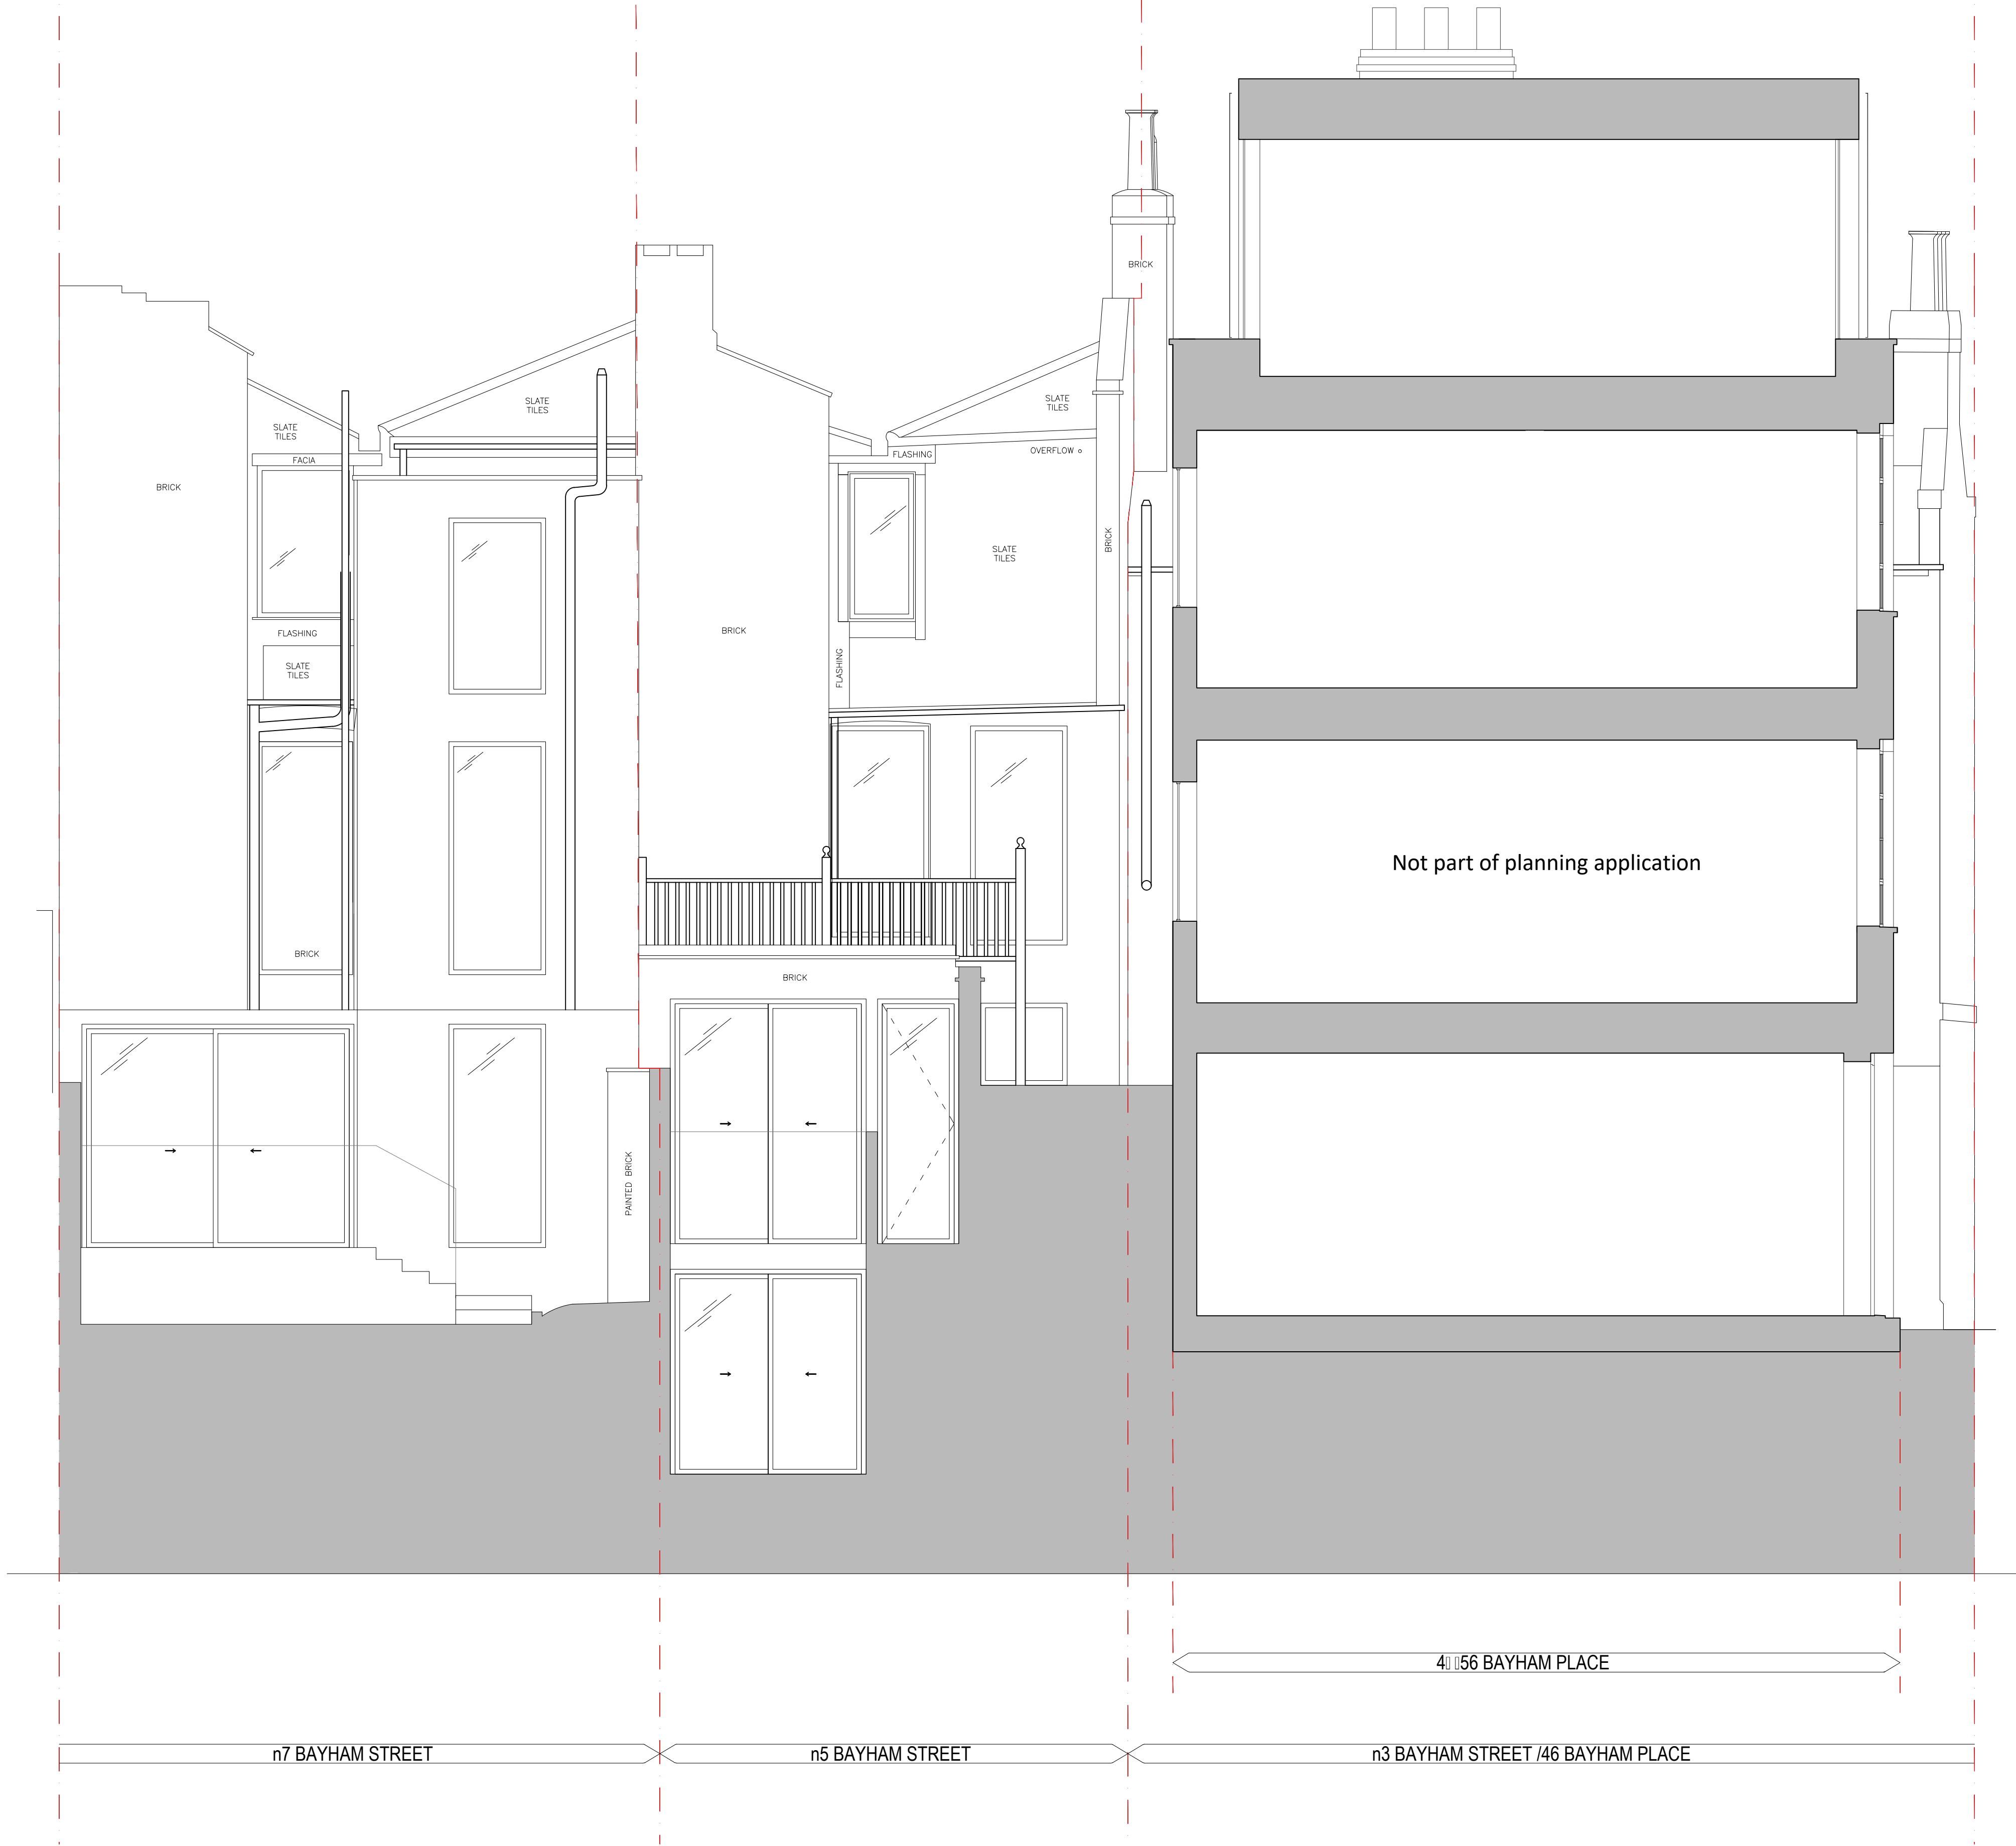 BRICK
SLATE
TILES
SLATE
TILES
SLATE
TILES
FACIA
FLASHING
OVERFLOW
BRICK
SLATE
TILES
BRICK
FLASHING
BRICK
SLATE
TILES
FLASHING
Not part of planning application
BRICK
BRICK
PAINTED BRICK
56 BAYHAM PLACE
n7 BAYHAM STREET
n5 BAYHAM STREET
n3 BAYHAM STREET /46 BAYHAM PLACE